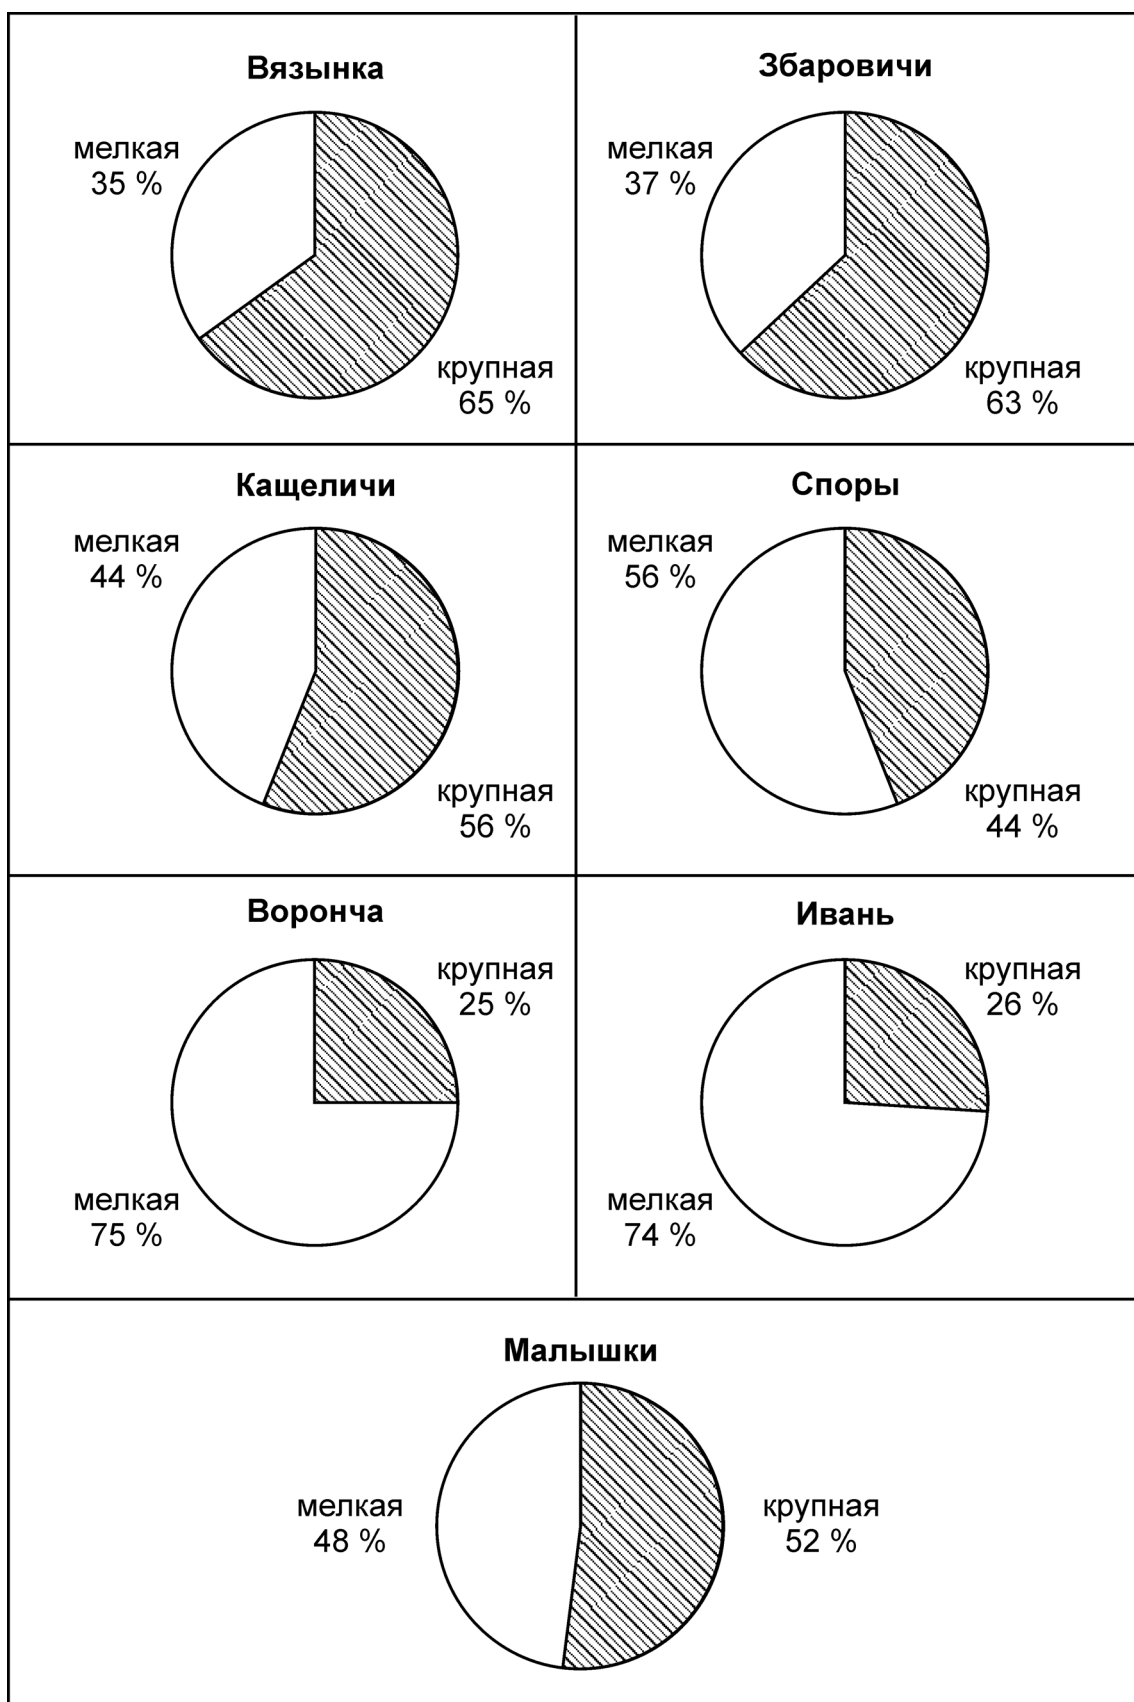 Вязынка
мелкая
35 %
крупная
65 %
Збаровичи
мелкая
37 %
крупная
63 %
Кащеличи
мелкая
44 %
крупная
56 %
Споры
мелкая
56 %
крупная
44 %
Воронча
крупная
25 %
мелкая
75 %
Ивань
крупная
26 %
мелкая
74 %
Малышки
мелкая
48 %
крупная
52 %